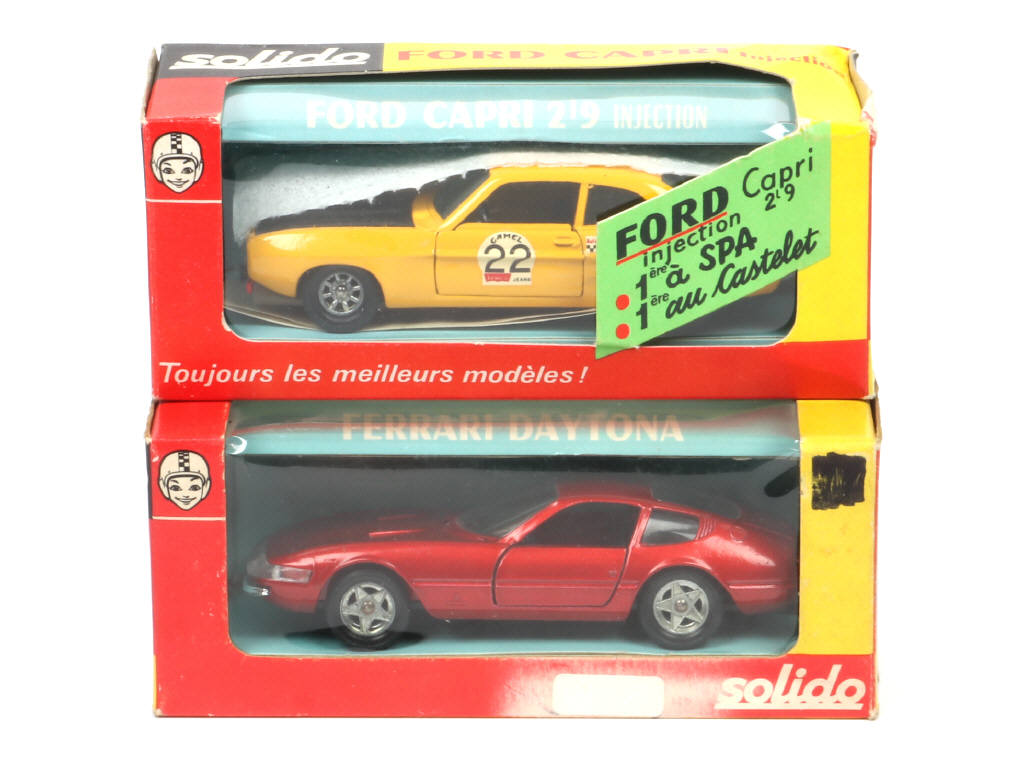 solido FORD CAPRI injection
FORD CAPRI 2l9 INJECTION
FORD Capri
injection 2l9
1ère à SPA
1ère au Castelet
CAMEL
22
JEANS
Toujours les meilleurs modèles!
FERRARI DAYTONA
solido